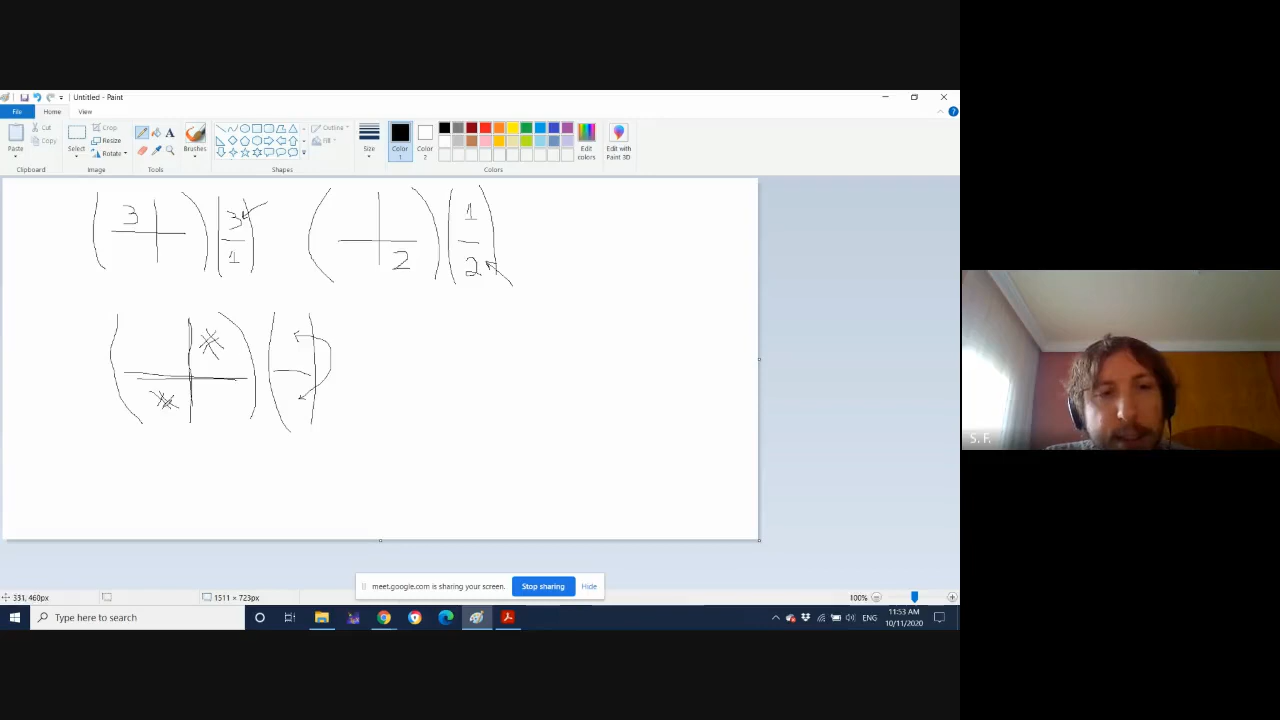 Untitled - Paint
File Home View
Cut
Copy
Paste
Clipboard
Crop
Resize
Rotate
Select
Image
Tools
Brushes
Outline
Fill
Shapes
Size
Color 1
Color 2
Edit colors
Edit with Paint 3D
Colors
3 3 1
1 2 2
S. F.
meet.google.com is sharing your screen. Stop sharing Hide
331, 460px 1511 × 723px 100%
Type here to search ENG 11:53 AM 10/11/2020